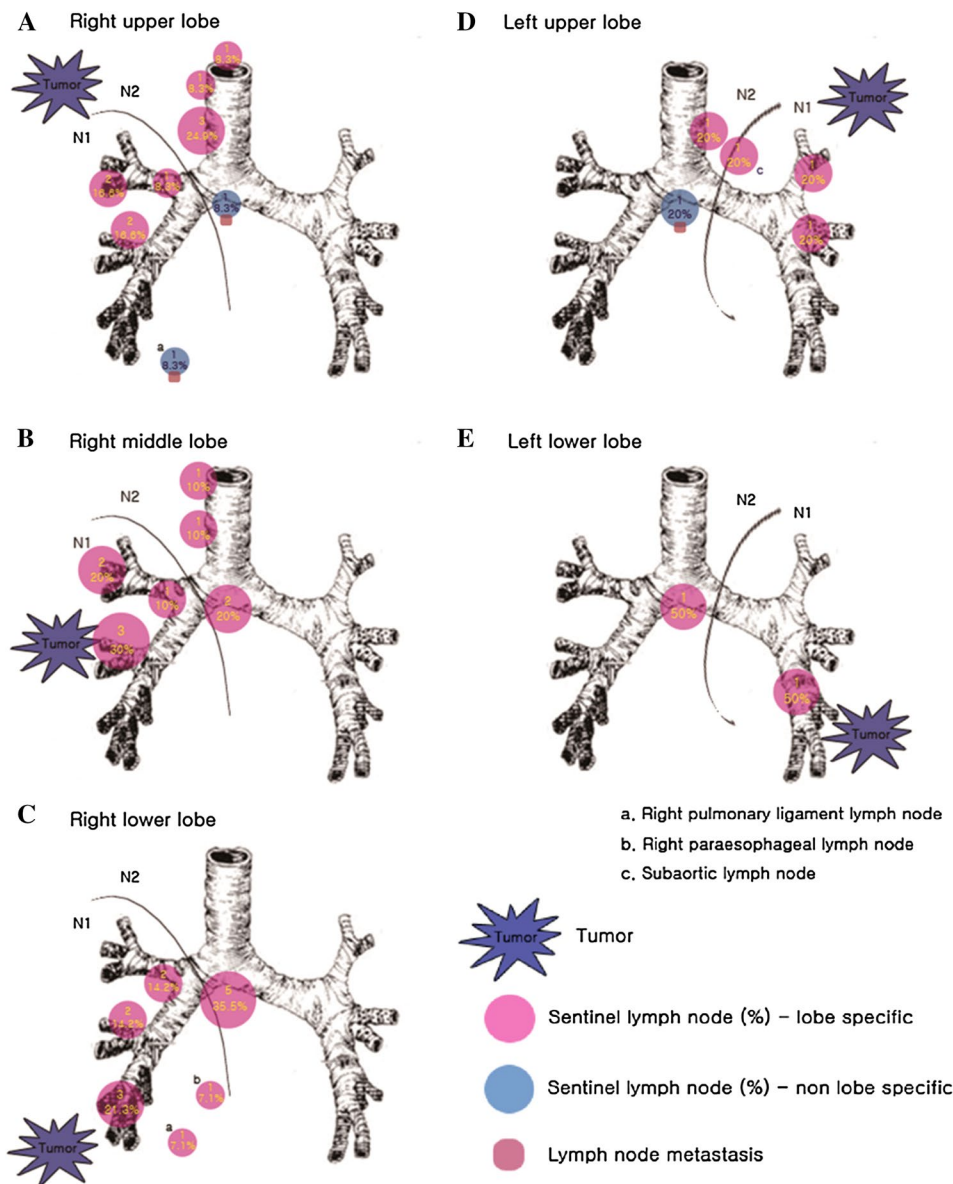 A Right upper lobe
Tumor
N2
N1
1
8.3%
1
8.3%
3
24.9%
2
16.6%
1
8.3%
2
16.6%
1
8.3%
a
1
8.3%
D Left upper lobe
N2
N1
Tumor
1
20%
1
20%
c
1
20%
1
20%
1
20%
B Right middle lobe
N2
N1
1
10%
1
10%
2
20%
1
10%
2
20%
3
30%
Tumor
E Left lower lobe
N2
N1
1
50%
1
50%
Tumor
C Right lower lobe
N2
N1
2
14.2%
5
35.5%
2
14.2%
3
21.3%
b
1
7.1%
a
1
7.1%
Tumor
a. Right pulmonary ligament lymph node
b. Right paraesophageal lymph node
c. Subaortic lymph node
Tumor Tumor
Sentinel lymph node (%) - lobe specific
Sentinel lymph node (%) - non lobe specific
Lymph node metastasis